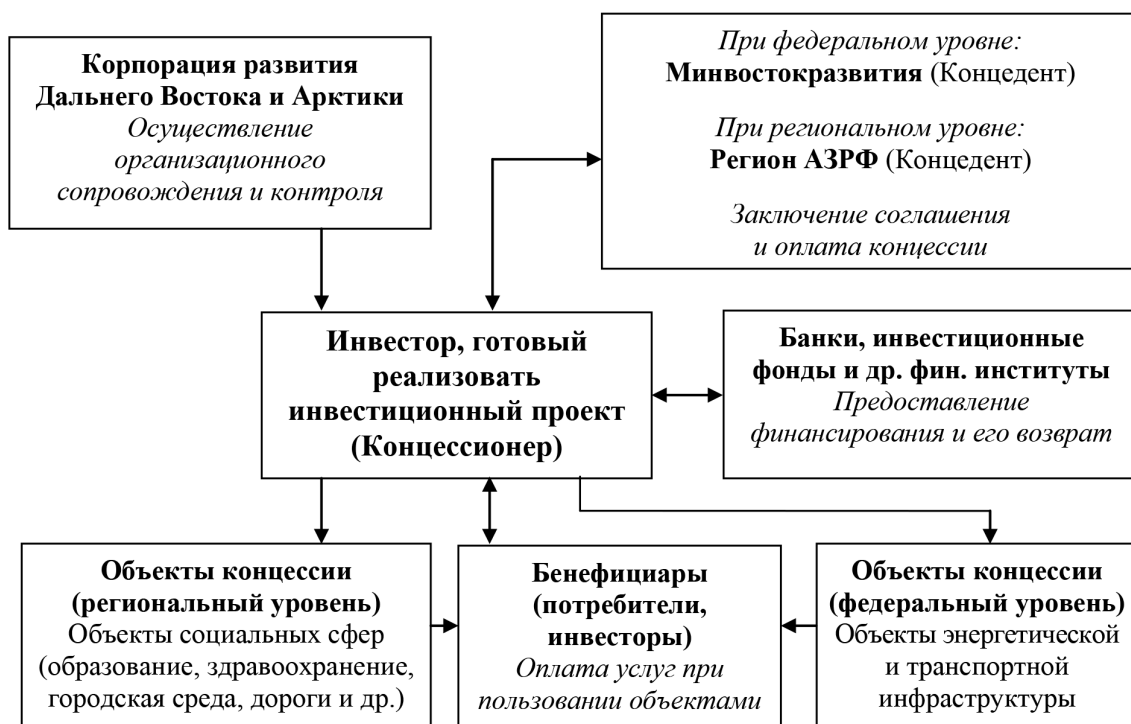 Корпорация развития
Дальнего Востока и Арктики
Осуществление
организационного
сопровождения и контроля
При федеральном уровне:
Минвостокразвития (Концедент)
При региональном уровне:
Регион АЗРФ (Концедент)
Заключение соглашения
и оплата концессии
Инвестор, готовый
реализовать
инвестиционный проект
(Концессионер)
Банки, инвестиционные
фонды и др. фин. институты
Предоставление
финансирования и его возврат
Объекты концессии
(региональный уровень)
Объекты социальных сфер
(образование, здравоохранение,
городская среда, дороги и др.)
Бенефициары
(потребители,
инвесторы)
Оплата услуг при
пользовании объектами
Объекты концессии
(федеральный уровень)
Объекты энергетической
и транспортной
инфраструктуры